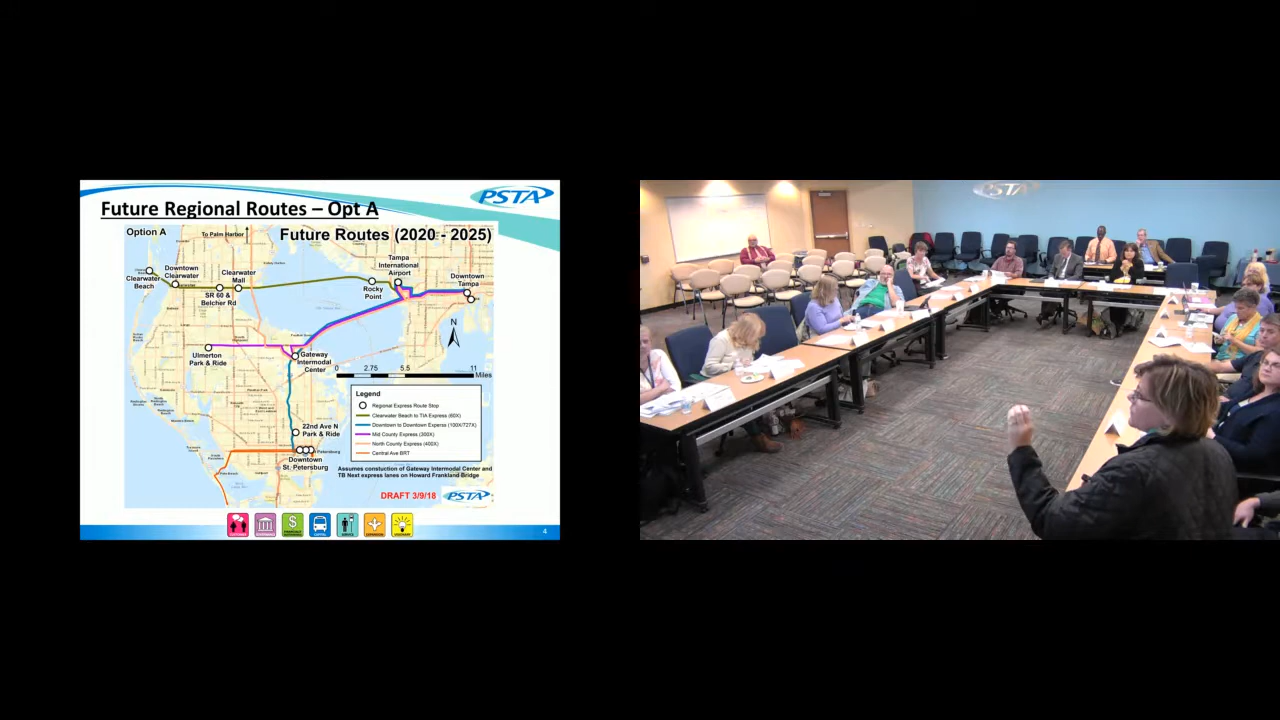 PSTA
Future Regional Routes – Opt A
Option A
To Palm Harbor
Future Routes (2020 - 2025)
Tampa
International
Airport
Downtown
Clearwater
Clearwater
Mall
Downtown
Tampa
Clearwater
Beach
SR 60 &
Belcher Rd
Rocky
Point
N
Ulmerton
Park & Ride
Gateway
Intermodal
Center
0 2.75 5.5 11
Miles
Legend
Regional Express Route Stop
Clearwater Beach to TIA Express (60X)
Downtown to Downtown Experss (100X/727X)
Mid County Express (300X)
North County Express (400X)
Central Ave BRT
22nd Ave N
Park & Ride
Downtown
St. Petersburg
Assumes constuction of Gateway Intermodal Center and
TB Next express lanes on Howard Frankland Bridge
DRAFT 3/9/18
PSTA
4
PSTA